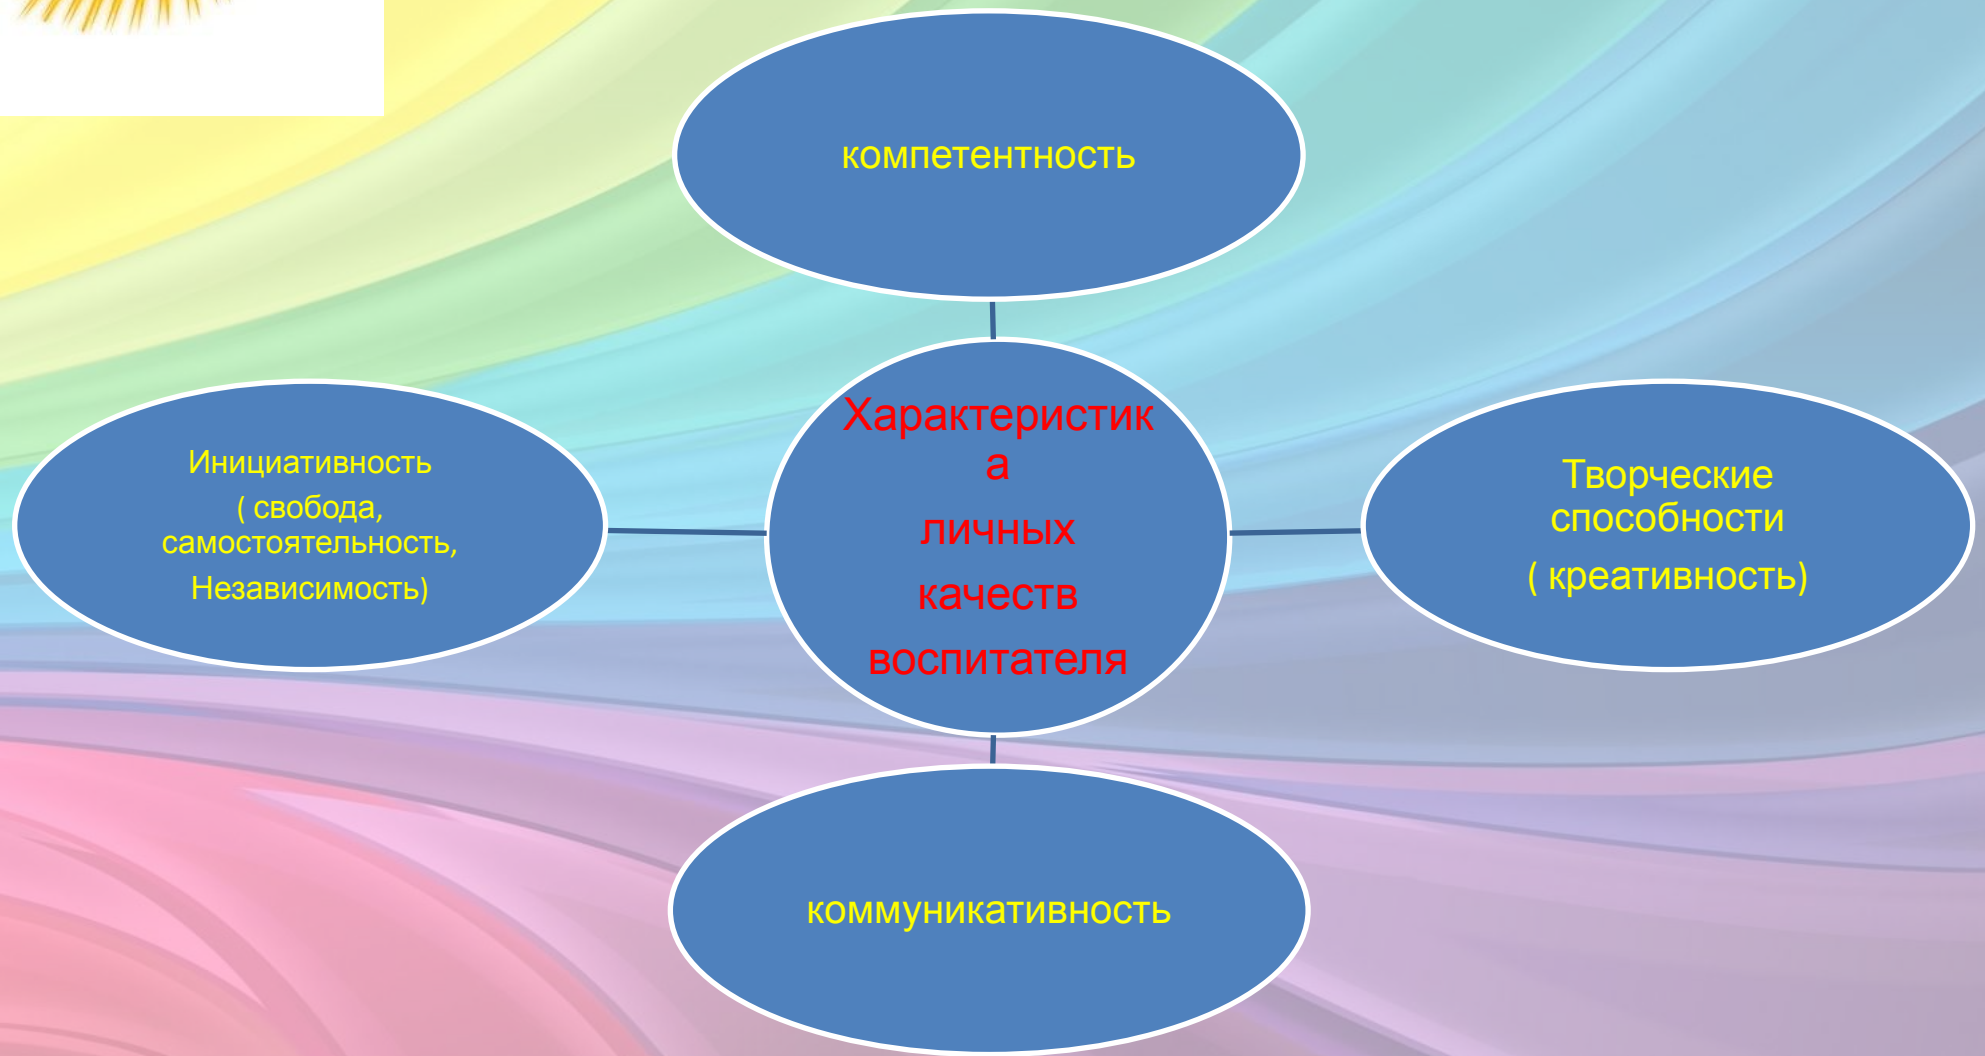 компетентность
Инициативность
( свобода,
самостоятельность,
Независимость)
Характеристик
а
личных
качеств
воспитателя
Творческие
способности
( креативность)
коммуникативность